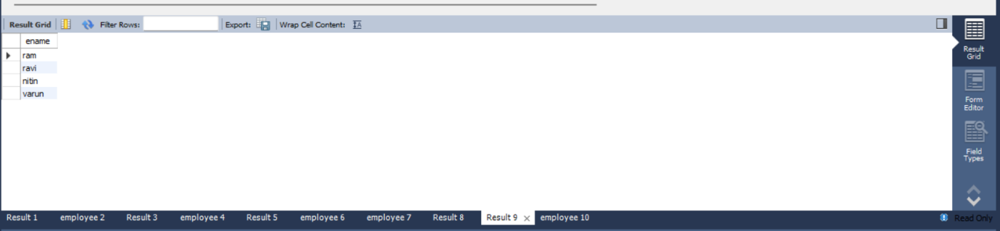 Result Grid Filter Rows: Export: Wrap Cell Content:
ename
ram
ravi
nitin
varun
Result
Grid
Form
Editor
Field
Types
Result 1 employee 2 Result 3 employee 4 Result 5 employee 6 employee 7 Result 8 Result 9 employee 10 Read Only